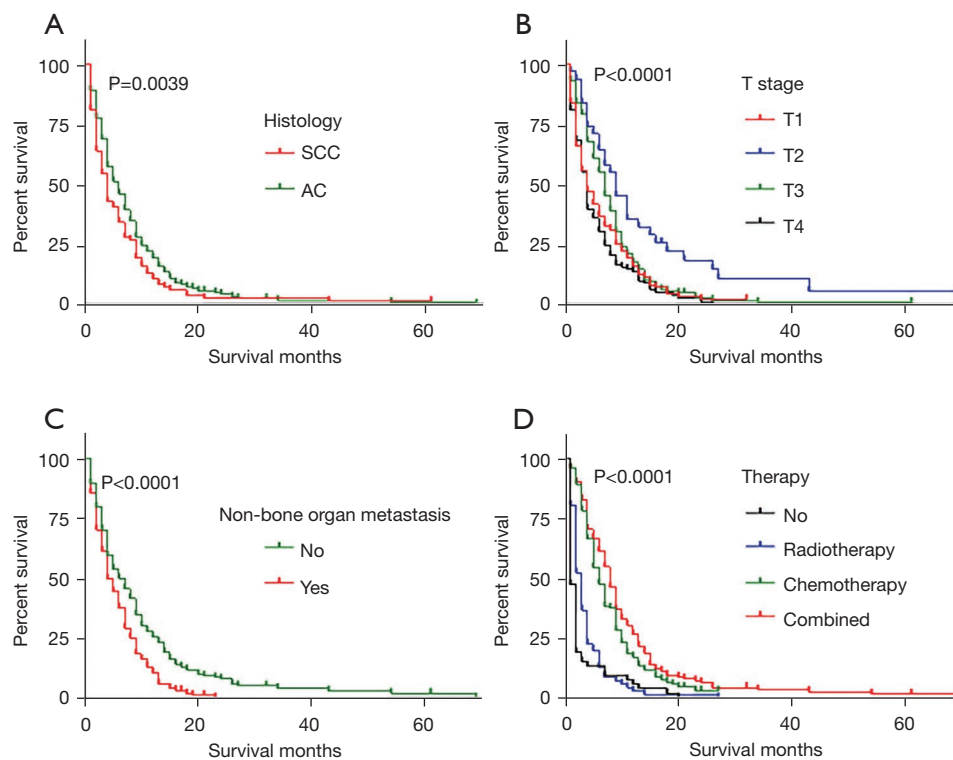 A
100
75
50
25
0
Percent survival
P=0.0039
Histology
SCC
AC
0 20 40 60
Survival months
B
100
75
50
25
0
Percent survival
P<0.0001
T stage
T1
T2
T3
T4
0 20 40 60
Survival months
C
100
75
50
25
0
Percent survival
P<0.0001
Non-bone organ metastasis
No
Yes
0 20 40 60
Survival months
D
100
75
50
25
0
Percent survival
P<0.0001
Therapy
No
Radiotherapy
Chemotherapy
Combined
0 20 40 60
Survival months